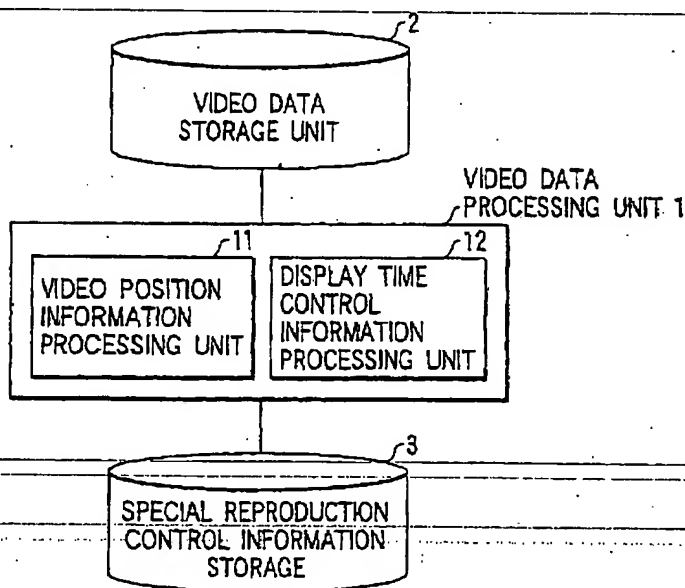 2
VIDEO DATA
STORAGE UNIT
VIDEO DATA
PROCESSING UNIT 1
11
VIDEO POSITION
INFORMATION
PROCESSING UNIT
12
DISPLAY TIME
CONTROL
INFORMATION
PROCESSING UNIT
3
SPECIAL REPRODUCTION
CONTROL INFORMATION
STORAGE